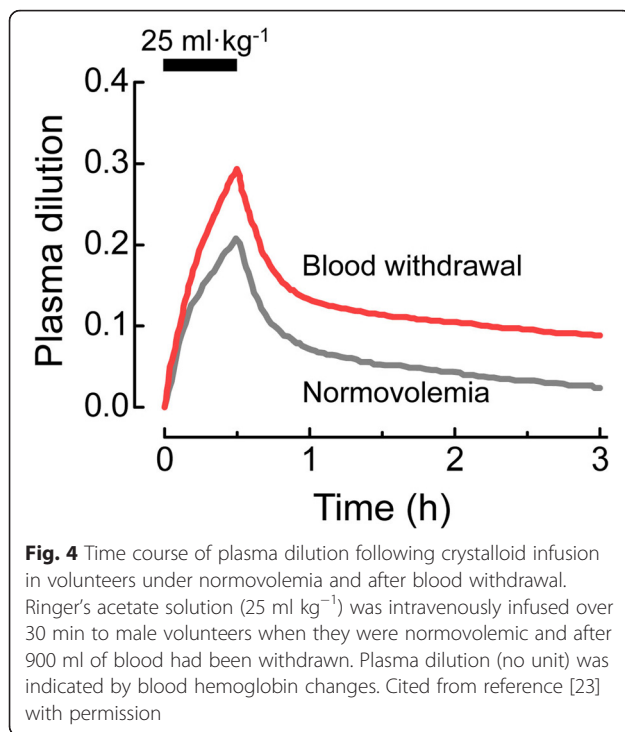 25 ml·kg-1
0.4
0.3
0.2
0.1
0.0
Plasma dilution
Blood withdrawal
Normovolemia
0
1
2
3
Time (h)
Fig. 4 Time course of plasma dilution following crystalloid infusion
in volunteers under normovolemia and after blood withdrawal.
Ringer's acetate solution (25 ml kg−1) was intravenously infused over
30 min to male volunteers when they were normovolemic and after
900 ml of blood had been withdrawn. Plasma dilution (no unit) was
indicated by blood hemoglobin changes. Cited from reference [23]
with permission